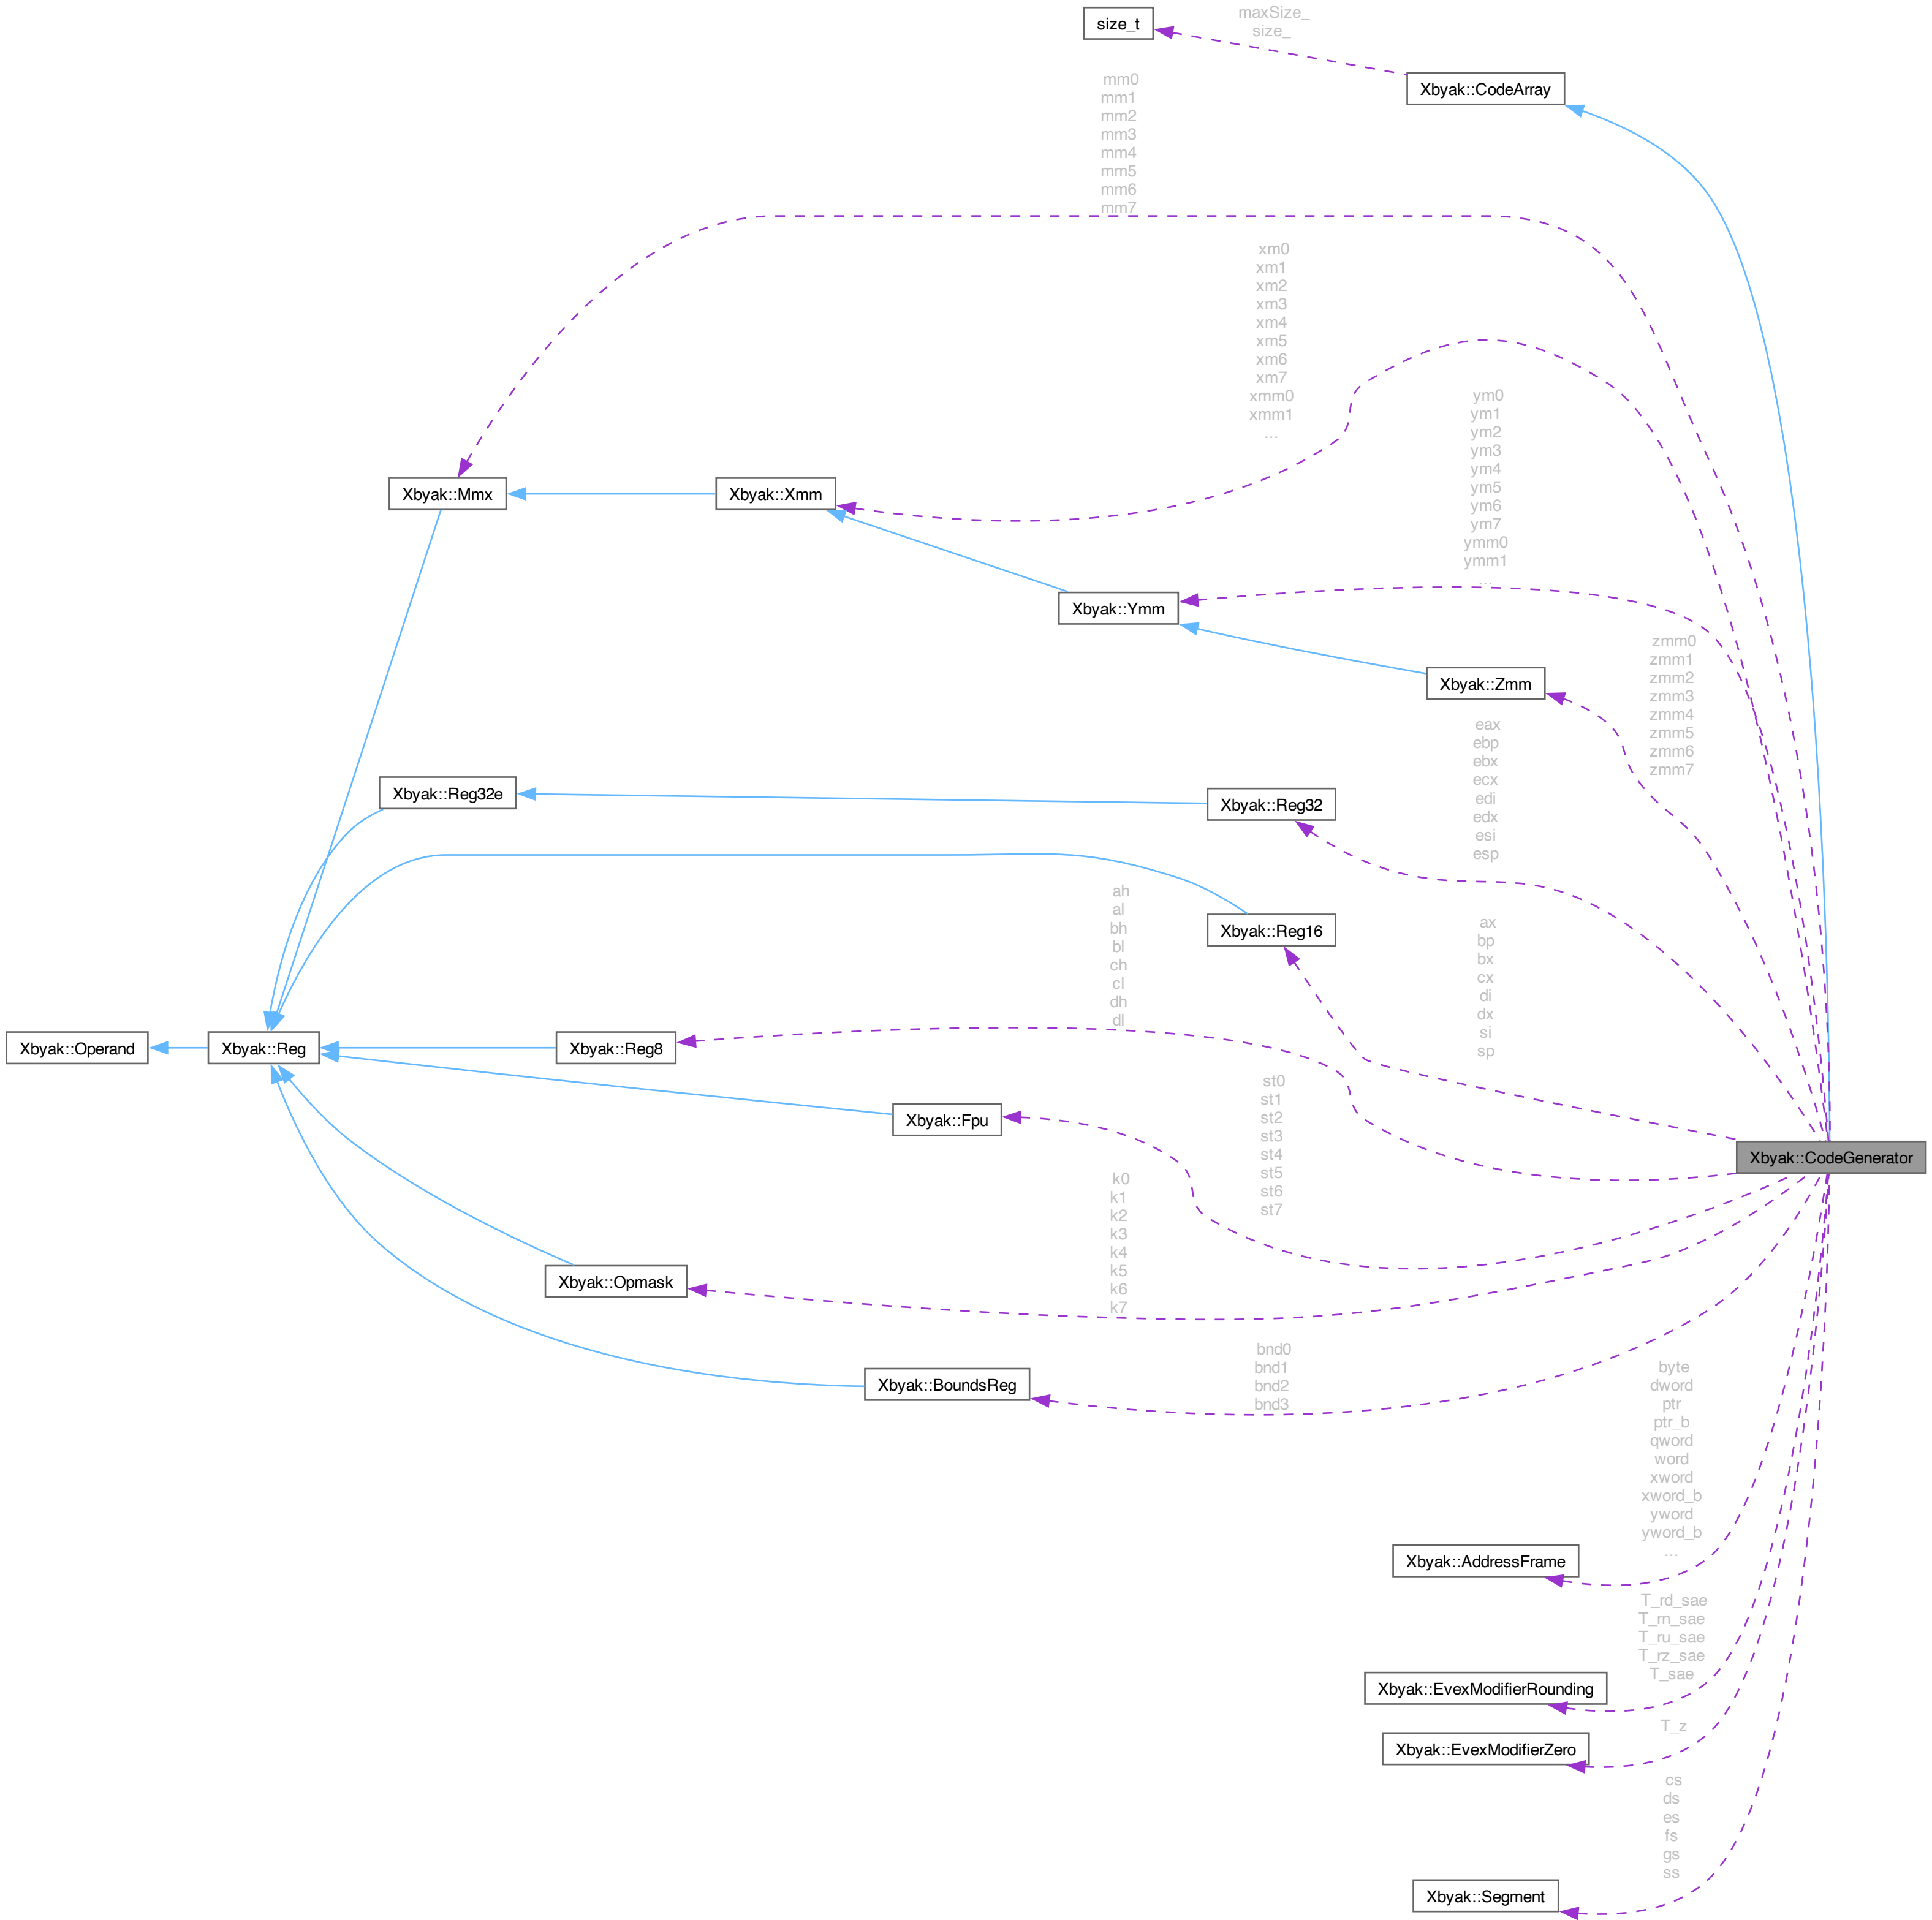 size_t
maxSize_
size_
Xbyak::CodeArray
mm0
mm1
mm2
mm3
mm4
mm5
mm6
mm7
xm0
xm1
xm2
xm3
xm4
xm5
xm6
xm7
xmm0
xmm1
...
ym0
ym1
ym2
ym3
ym4
ym5
ym6
ym7
ymm0
ymm1
...
Xbyak::Mmx
Xbyak::Xmm
Xbyak::Ymm
Xbyak::Zmm
zmm0
zmm1
zmm2
zmm3
zmm4
zmm5
zmm6
zmm7
eax
ebp
ebx
ecx
edi
edx
esi
esp
Xbyak::Reg32e
Xbyak::Reg32
ah
al
bh
bl
ch
cl
dh
dl
Xbyak::Reg16
ax
bp
bx
cx
di
dx
si
sp
Xbyak::Operand
Xbyak::Reg
Xbyak::Reg8
Xbyak::Fpu
st0
st1
st2
st3
st4
st5
st6
st7
Xbyak::CodeGenerator
k0
k1
k2
k3
k4
k5
k6
k7
Xbyak::Opmask
Xbyak::BoundsReg
bnd0
bnd1
bnd2
bnd3
byte
dword
ptr
ptr_b
qword
word
xword
xword_b
yword
yword_b
...
Xbyak::AddressFrame
T_rd_sae
T_rn_sae
T_ru_sae
T_rz_sae
T_sae
Xbyak::EvexModifierRounding
T_z
Xbyak::EvexModifierZero
cs
ds
es
fs
gs
ss
Xbyak::Segment